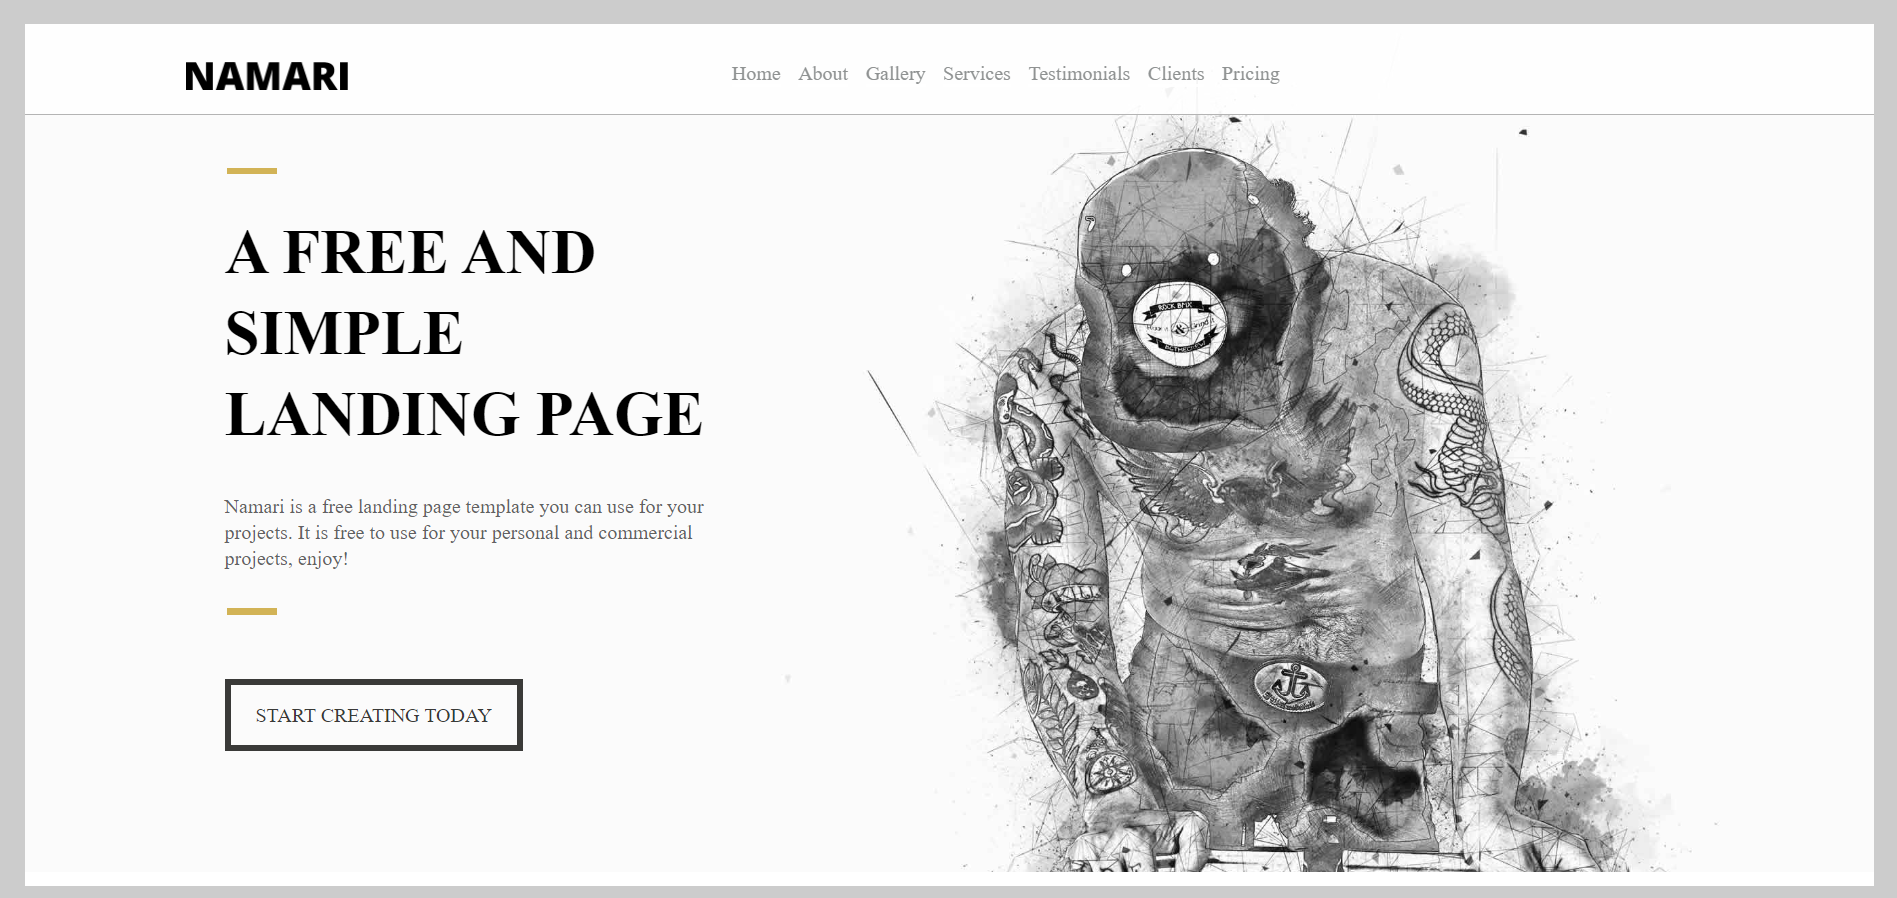 NAMARI
Home About Gallery Services Testimonials Clients Pricing
A FREE AND
SIMPLE
LANDING PAGE
Namari is a free landing page template you can use for your
projects. It is free to use for your personal and commercial
projects, enjoy!
START CREATING TODAY
ROCK BMX
&